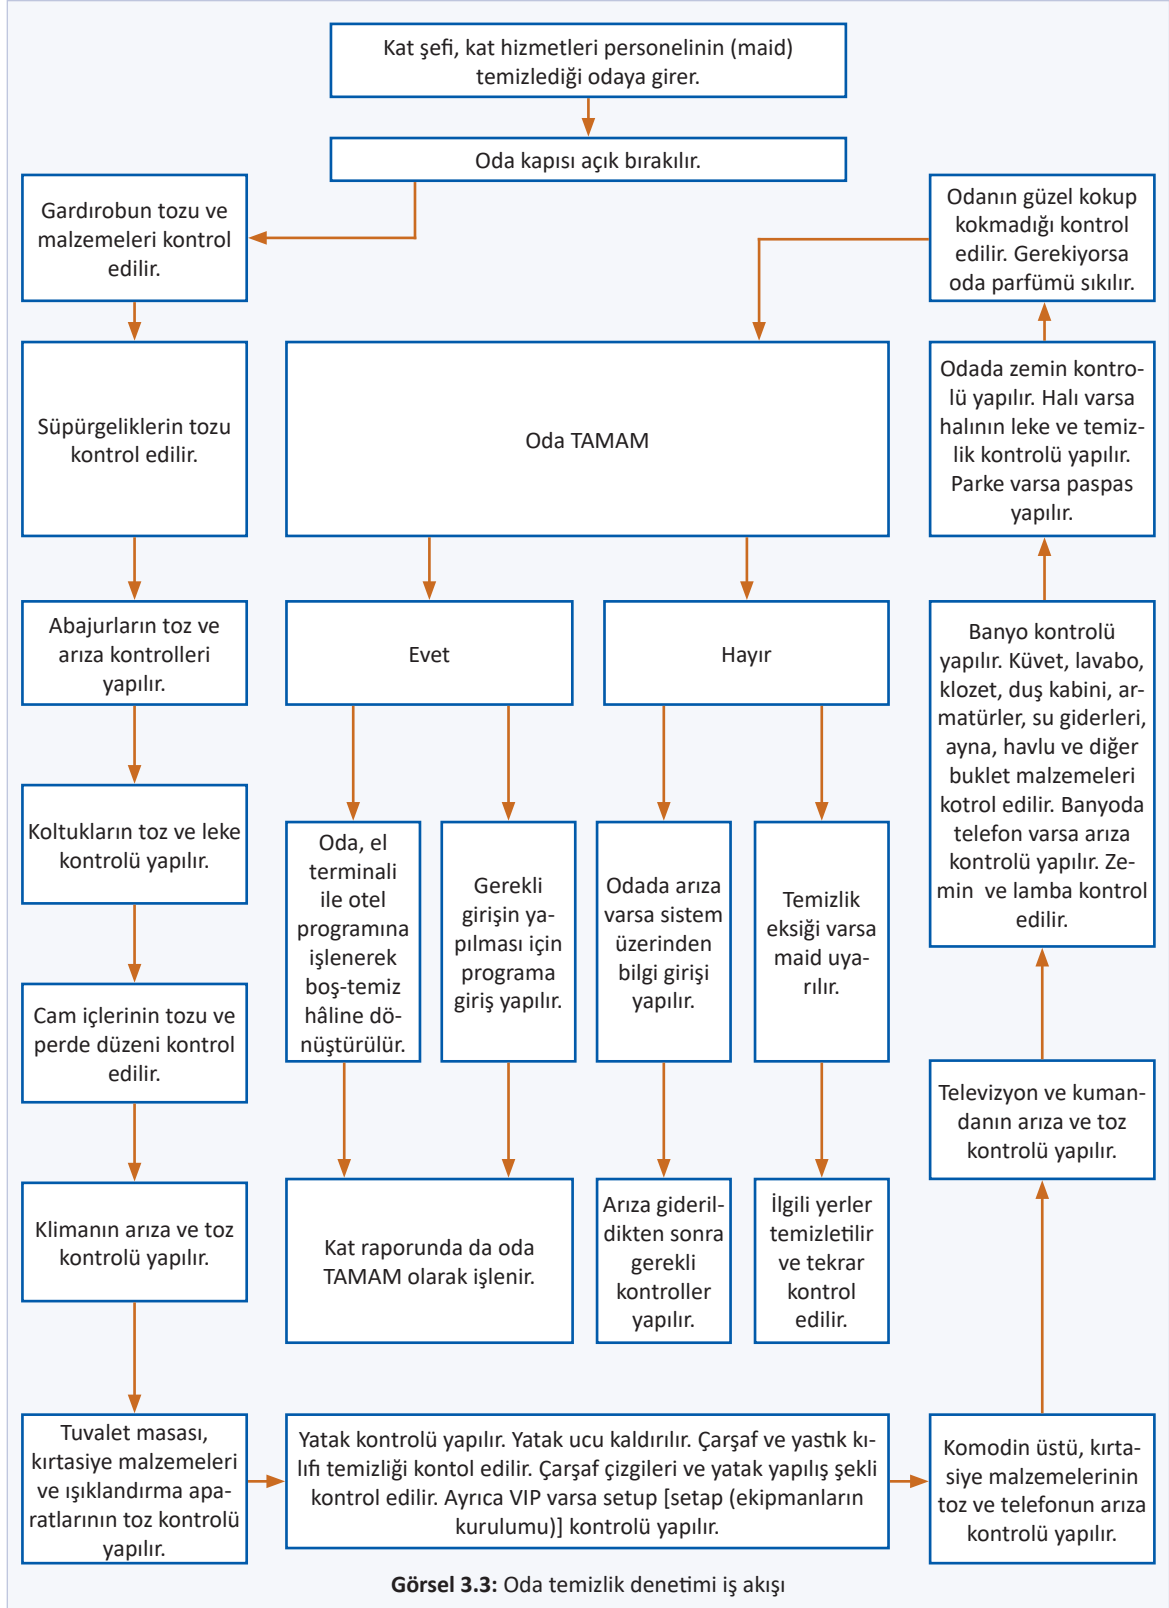 Kat şefi, kat hizmetleri personelinin (maid)
temizlediği odaya girer.
Oda kapısı açık bırakılır.
Gardırobun tozu ve
malzemeleri kontrol
edilir.
Süpürgeliklerin tozu
kontrol edilir.
Abajurların toz ve
arıza kontrolleri
yapılır.
Koltukların toz ve leke
kontrolü yapılır.
Cam içlerinin tozu ve
perde düzeni kontrol
edilir.
Klimanın arıza ve toz
kontrolü yapılır.
Tuvalet masası,
kırtasiye malzemeleri
ve ışıklandırma apa-
ratlarının toz kontrolü
yapılır.
Yatak kontrolü yapılır. Yatak ucu kaldırılır. Çarşaf ve yastık kı-
lıfı temizliği kontol edilir. Çarşaf çizgileri ve yatak yapılış şekli
kontrol edilir. Ayrıca VIP varsa setup [setap (ekipmanların
kurulumu)] kontrolü yapılır.
Komodin üstü, kırta-
siye malzemelerinin
toz ve telefonun arıza
kontrolü yapılır.
Televizyon ve kuman-
danın arıza ve toz
kontrolü yapılır.
Banyo kontrolü
yapılır. Küvet, lavabo,
klozet, duş kabini, ar-
matürler, su giderleri,
ayna, havlu ve diğer
buklet malzemeleri
kotrol edilir. Banyoda
telefon varsa arıza
kontrolü yapılır. Ze-
min ve lamba kontrol
edilir.
Odada zemin kontro-
lü yapılır. Halı varsa
halının leke ve temiz-
lik kontrolü yapılır.
Parke varsa paspas
yapılır.
Odanın güzel kokup
kokmadığı kontrol
edilir. Gerekiyorsa
oda parfümü sıkılır.
Oda TAMAM
Evet
Hayır
Oda, el
terminali
ile otel
programına
işlenerek
boş-temiz
hâline dö-
nüştürülür.
Gerekli
girişin ya-
pılması için
programa
giriş yapılır.
Odada arıza
varsa sistem
üzerinden
bilgi girişi
yapılır.
Temizlik
eksiği varsa
maid uya-
rılır.
Kat raporunda da oda
TAMAM olarak işlenir.
Arıza gideril-
dikten sonra
gerekli
kontroller
yapılır.
İlgili yerler
temizletilir
ve tekrar
kontrol
edilir.
Görsel 3.3: Oda temizlik denetimi iş akışı